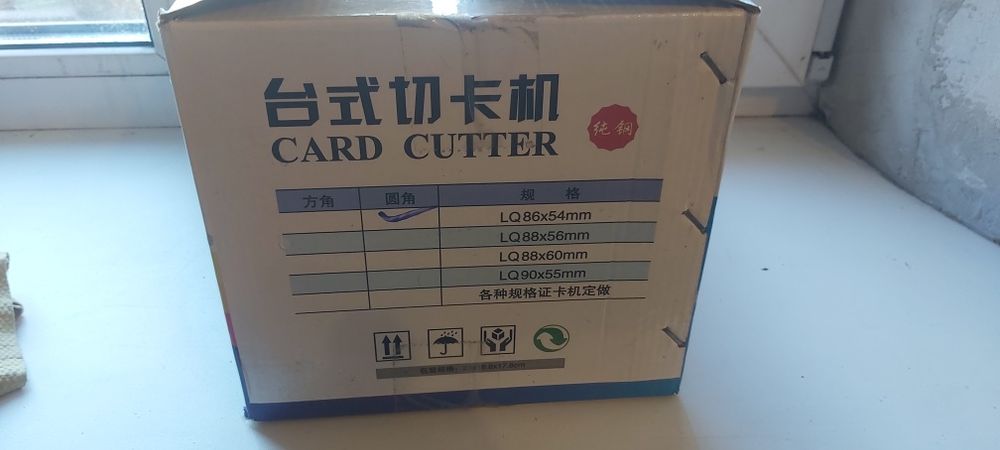 台式切卡机
CARD CUTTER
纯钢
方角 圆角 规 格
LQ86x54mm
LQ88x56mm
LQ88x60mm
LQ90x55mm
各种规格证卡机定做